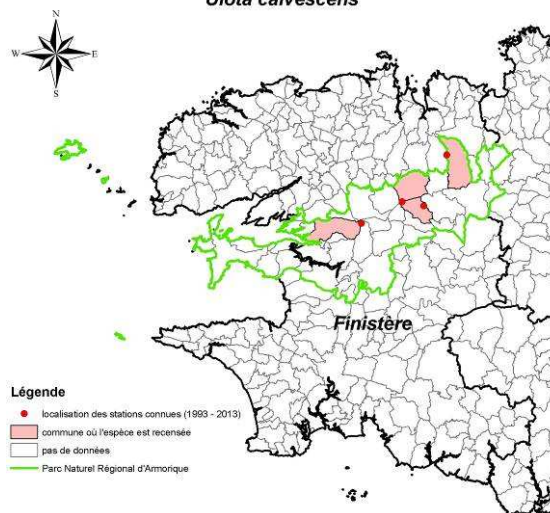 Ulota calvescens
N
W
E
S
Finistère
Légende
localisation des stations connues (1993 - 2013)
commune où l'espèce est recensée
pas de données
Parc Naturel Régional d'Armorique